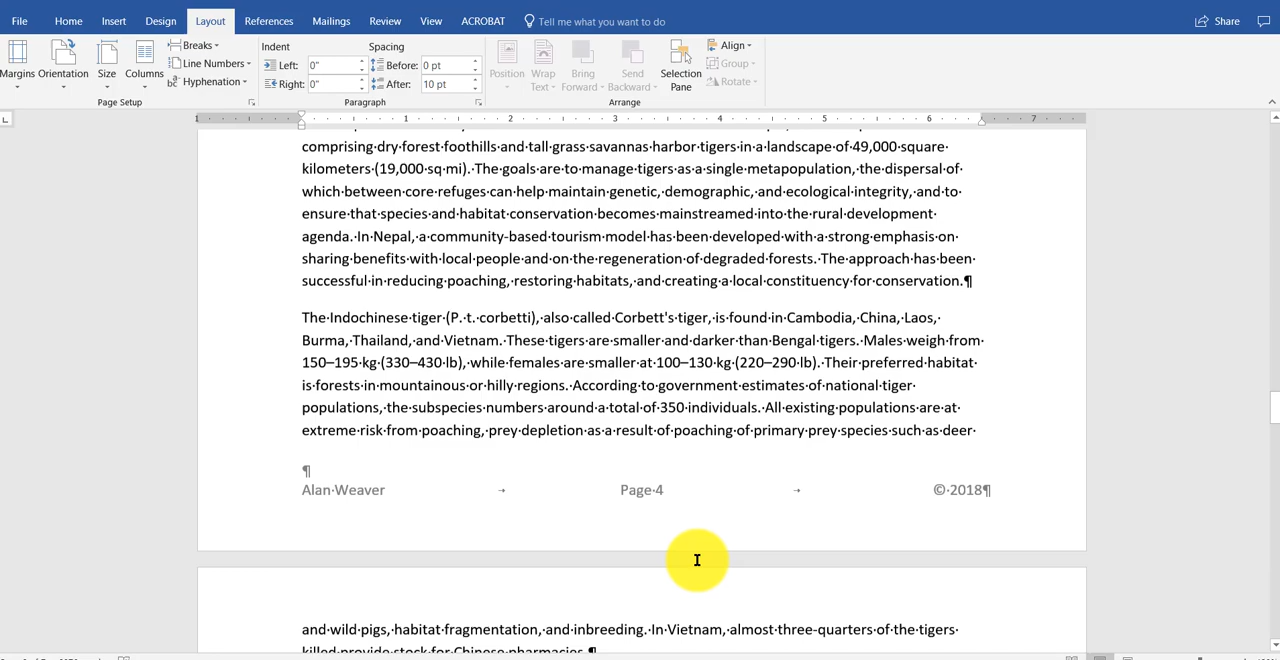 File Home Insert Design Layout References Mailings Review View ACROBAT Tell me what you want to do Share
Margins Orientation Size Columns Breaks Line Numbers Hyphenation
Page Setup
Indent Spacing
Left: 0" Before: 0 pt
Right: 0" After: 10 pt
Paragraph
Position Wrap Text Bring Forward Send Backward Selection Pane Align Group Rotate
Arrange
1 1 2 3 4 5 6 7
comprising dry forest foothills and tall grass savannas harbor tigers in a landscape of 49,000 square
kilometers (19,000 sq mi). The goals are to manage tigers as a single metapopulation, the dispersal of
which between core refuges can help maintain genetic, demographic, and ecological integrity, and to
ensure that species and habitat conservation becomes mainstreamed into the rural development
agenda. In Nepal, a community-based tourism model has been developed with a strong emphasis on
sharing benefits with local people and on the regeneration of degraded forests. The approach has been
successful in reducing poaching, restoring habitats, and creating a local constituency for conservation.¶
The Indochinese tiger (P. t. corbetti), also called Corbett's tiger, is found in Cambodia, China, Laos,
Burma, Thailand, and Vietnam. These tigers are smaller and darker than Bengal tigers. Males weigh from
150–195 kg (330–430 lb), while females are smaller at 100–130 kg (220–290 lb). Their preferred habitat
is forests in mountainous or hilly regions. According to government estimates of national tiger
populations, the subspecies numbers around a total of 350 individuals. All existing populations are at
extreme risk from poaching, prey depletion as a result of poaching of primary prey species such as deer
¶
Alan Weaver → Page 4 → © 2018¶
and wild pigs, habitat fragmentation, and inbreeding. In Vietnam, almost three-quarters of the tigers
killed provide stock for Chinese pharmacies.¶